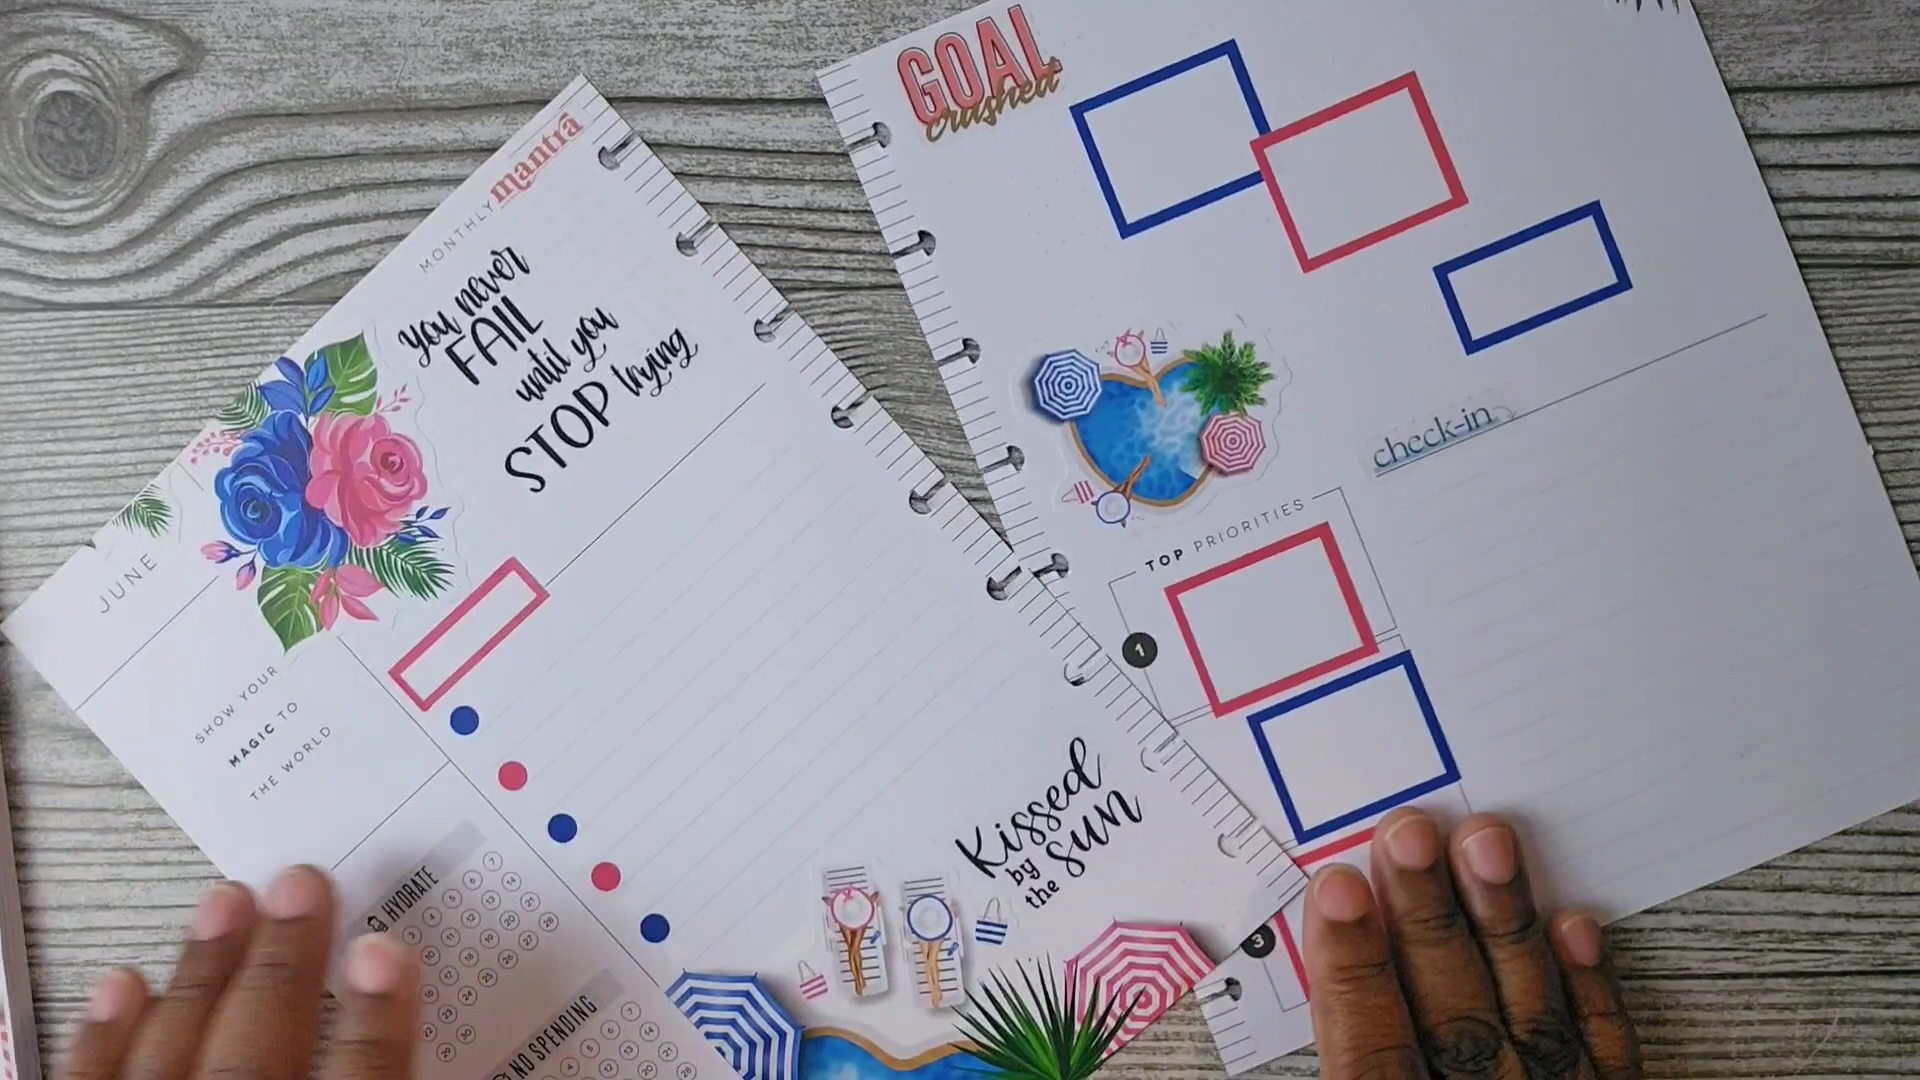 MONTHLY mantra
you never
FAIL
until you
STOP trying
JUNE
SHOW YOUR
MAGIC TO
THE WORLD
HYDRATE
NO SPENDING
Kissed
by
the
sun
GOAL
crushed
check-in
TOP PRIORITIES
1
3